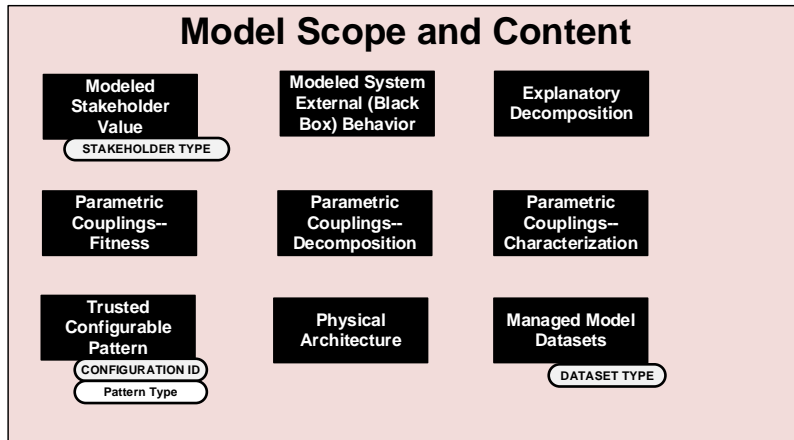 Model Scope and Content
Modeled
Stakeholder
Value
STAKEHOLDER TYPE
Modeled System
External (Black
Box) Behavior
Explanatory
Decomposition
Parametric
Couplings--
Fitness
Parametric
Couplings--
Decomposition
Parametric
Couplings--
Characterization
Trusted
Configurable
Pattern
CONFIGURATION ID
Pattern Type
Physical
Architecture
Managed Model
Datasets
DATASET TYPE